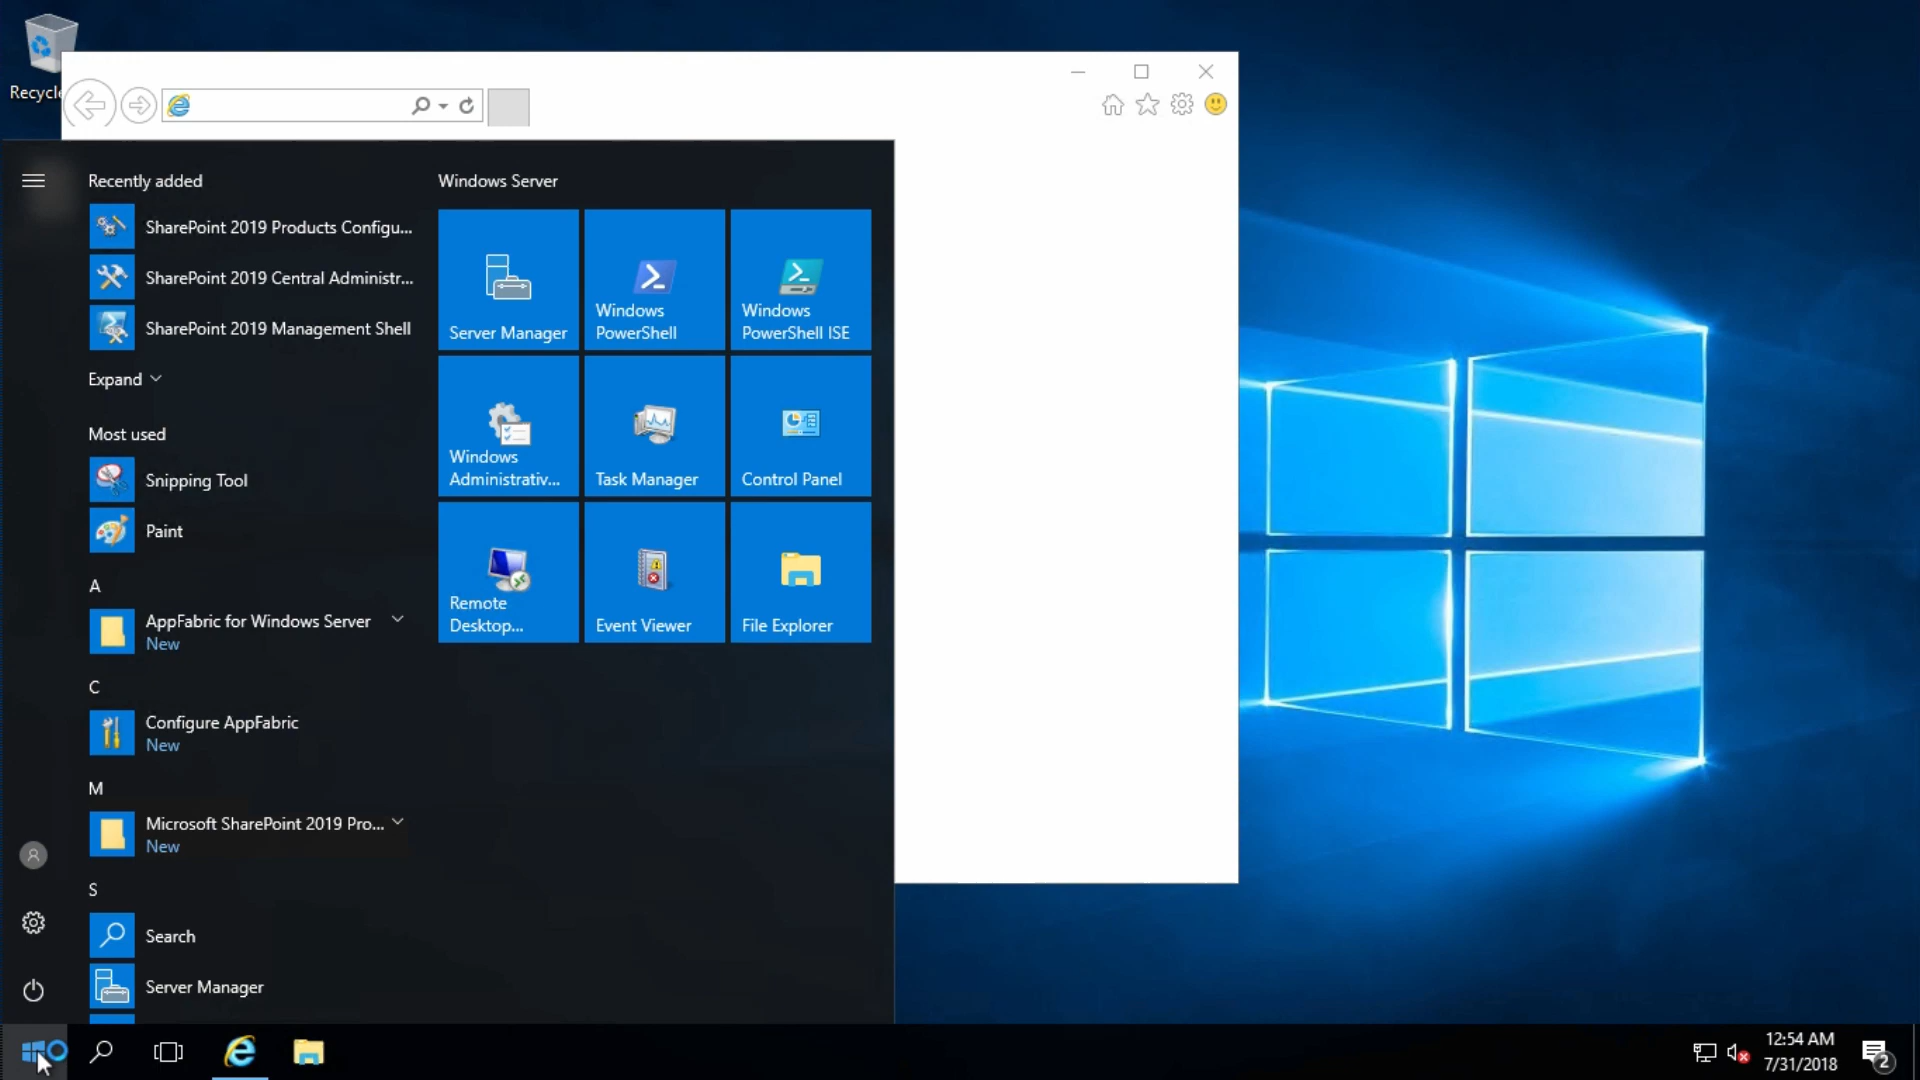 Recycle
Recently added
SharePoint 2019 Products Configu...
SharePoint 2019 Central Administr...
SharePoint 2019 Management Shell
Expand
Most used
Snipping Tool
Paint
A
AppFabric for Windows Server
New
C
Configure AppFabric
New
M
Microsoft SharePoint 2019 Pro...
New
S
Search
Server Manager
Windows Server
Server Manager
Windows
PowerShell
Windows
PowerShell ISE
Windows
Administrativ...
Task Manager
Control Panel
Remote
Desktop...
Event Viewer
File Explorer
12:54 AM
7/31/2018
2